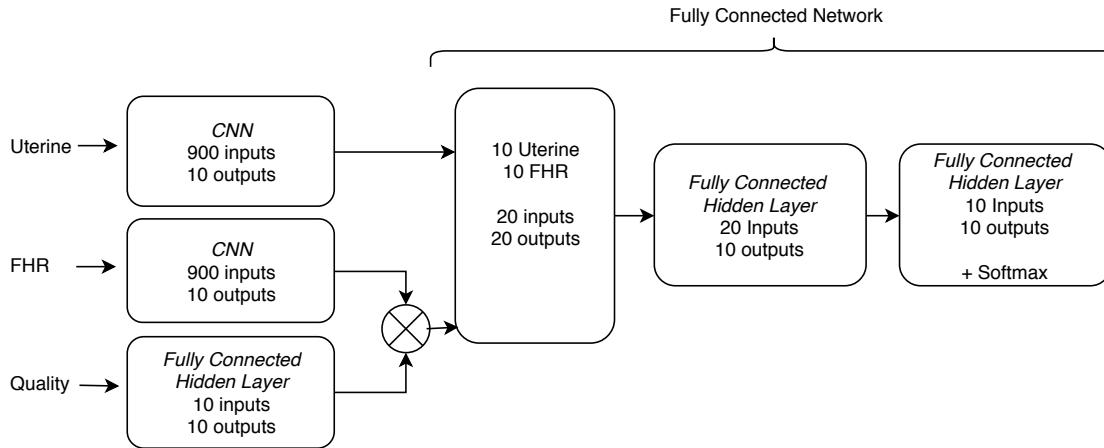 Fully Connected Network
Uterine
CNN
900 inputs
10 outputs
FHR
CNN
900 inputs
10 outputs
Quality
Fully Connected
Hidden Layer
10 inputs
10 outputs
10 Uterine
10 FHR
20 inputs
20 outputs
Fully Connected
Hidden Layer
20 Inputs
10 outputs
Fully Connected
Hidden Layer
10 Inputs
10 outputs
+ Softmax